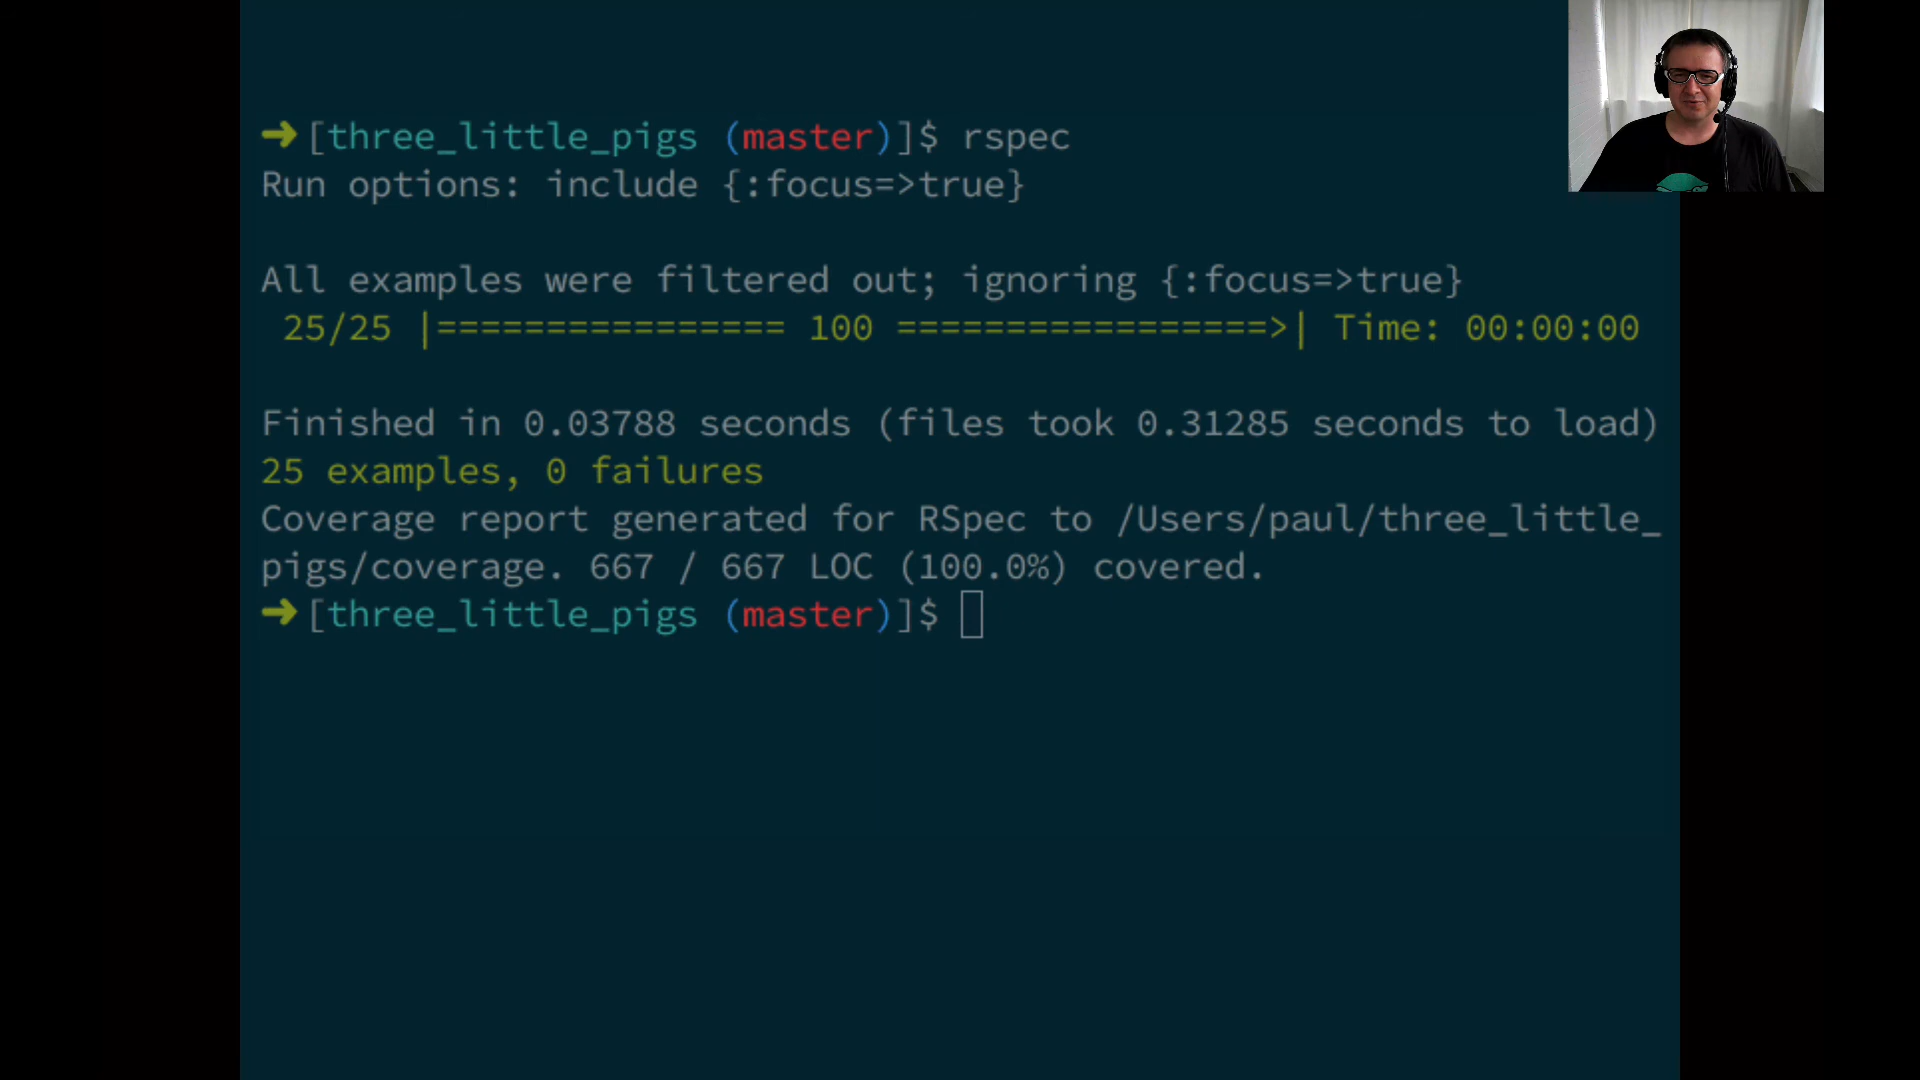 ➜ [three_little_pigs (master)]$ rspec
Run options: include {:focus=>true}
All examples were filtered out; ignoring {:focus=>true}
25/25 |================ 100 =================>| Time: 00:00:00
Finished in 0.03788 seconds (files took 0.31285 seconds to load)
25 examples, 0 failures
Coverage report generated for RSpec to /Users/paul/three_little_
pigs/coverage. 667 / 667 LOC (100.0%) covered.
➜ [three_little_pigs (master)]$